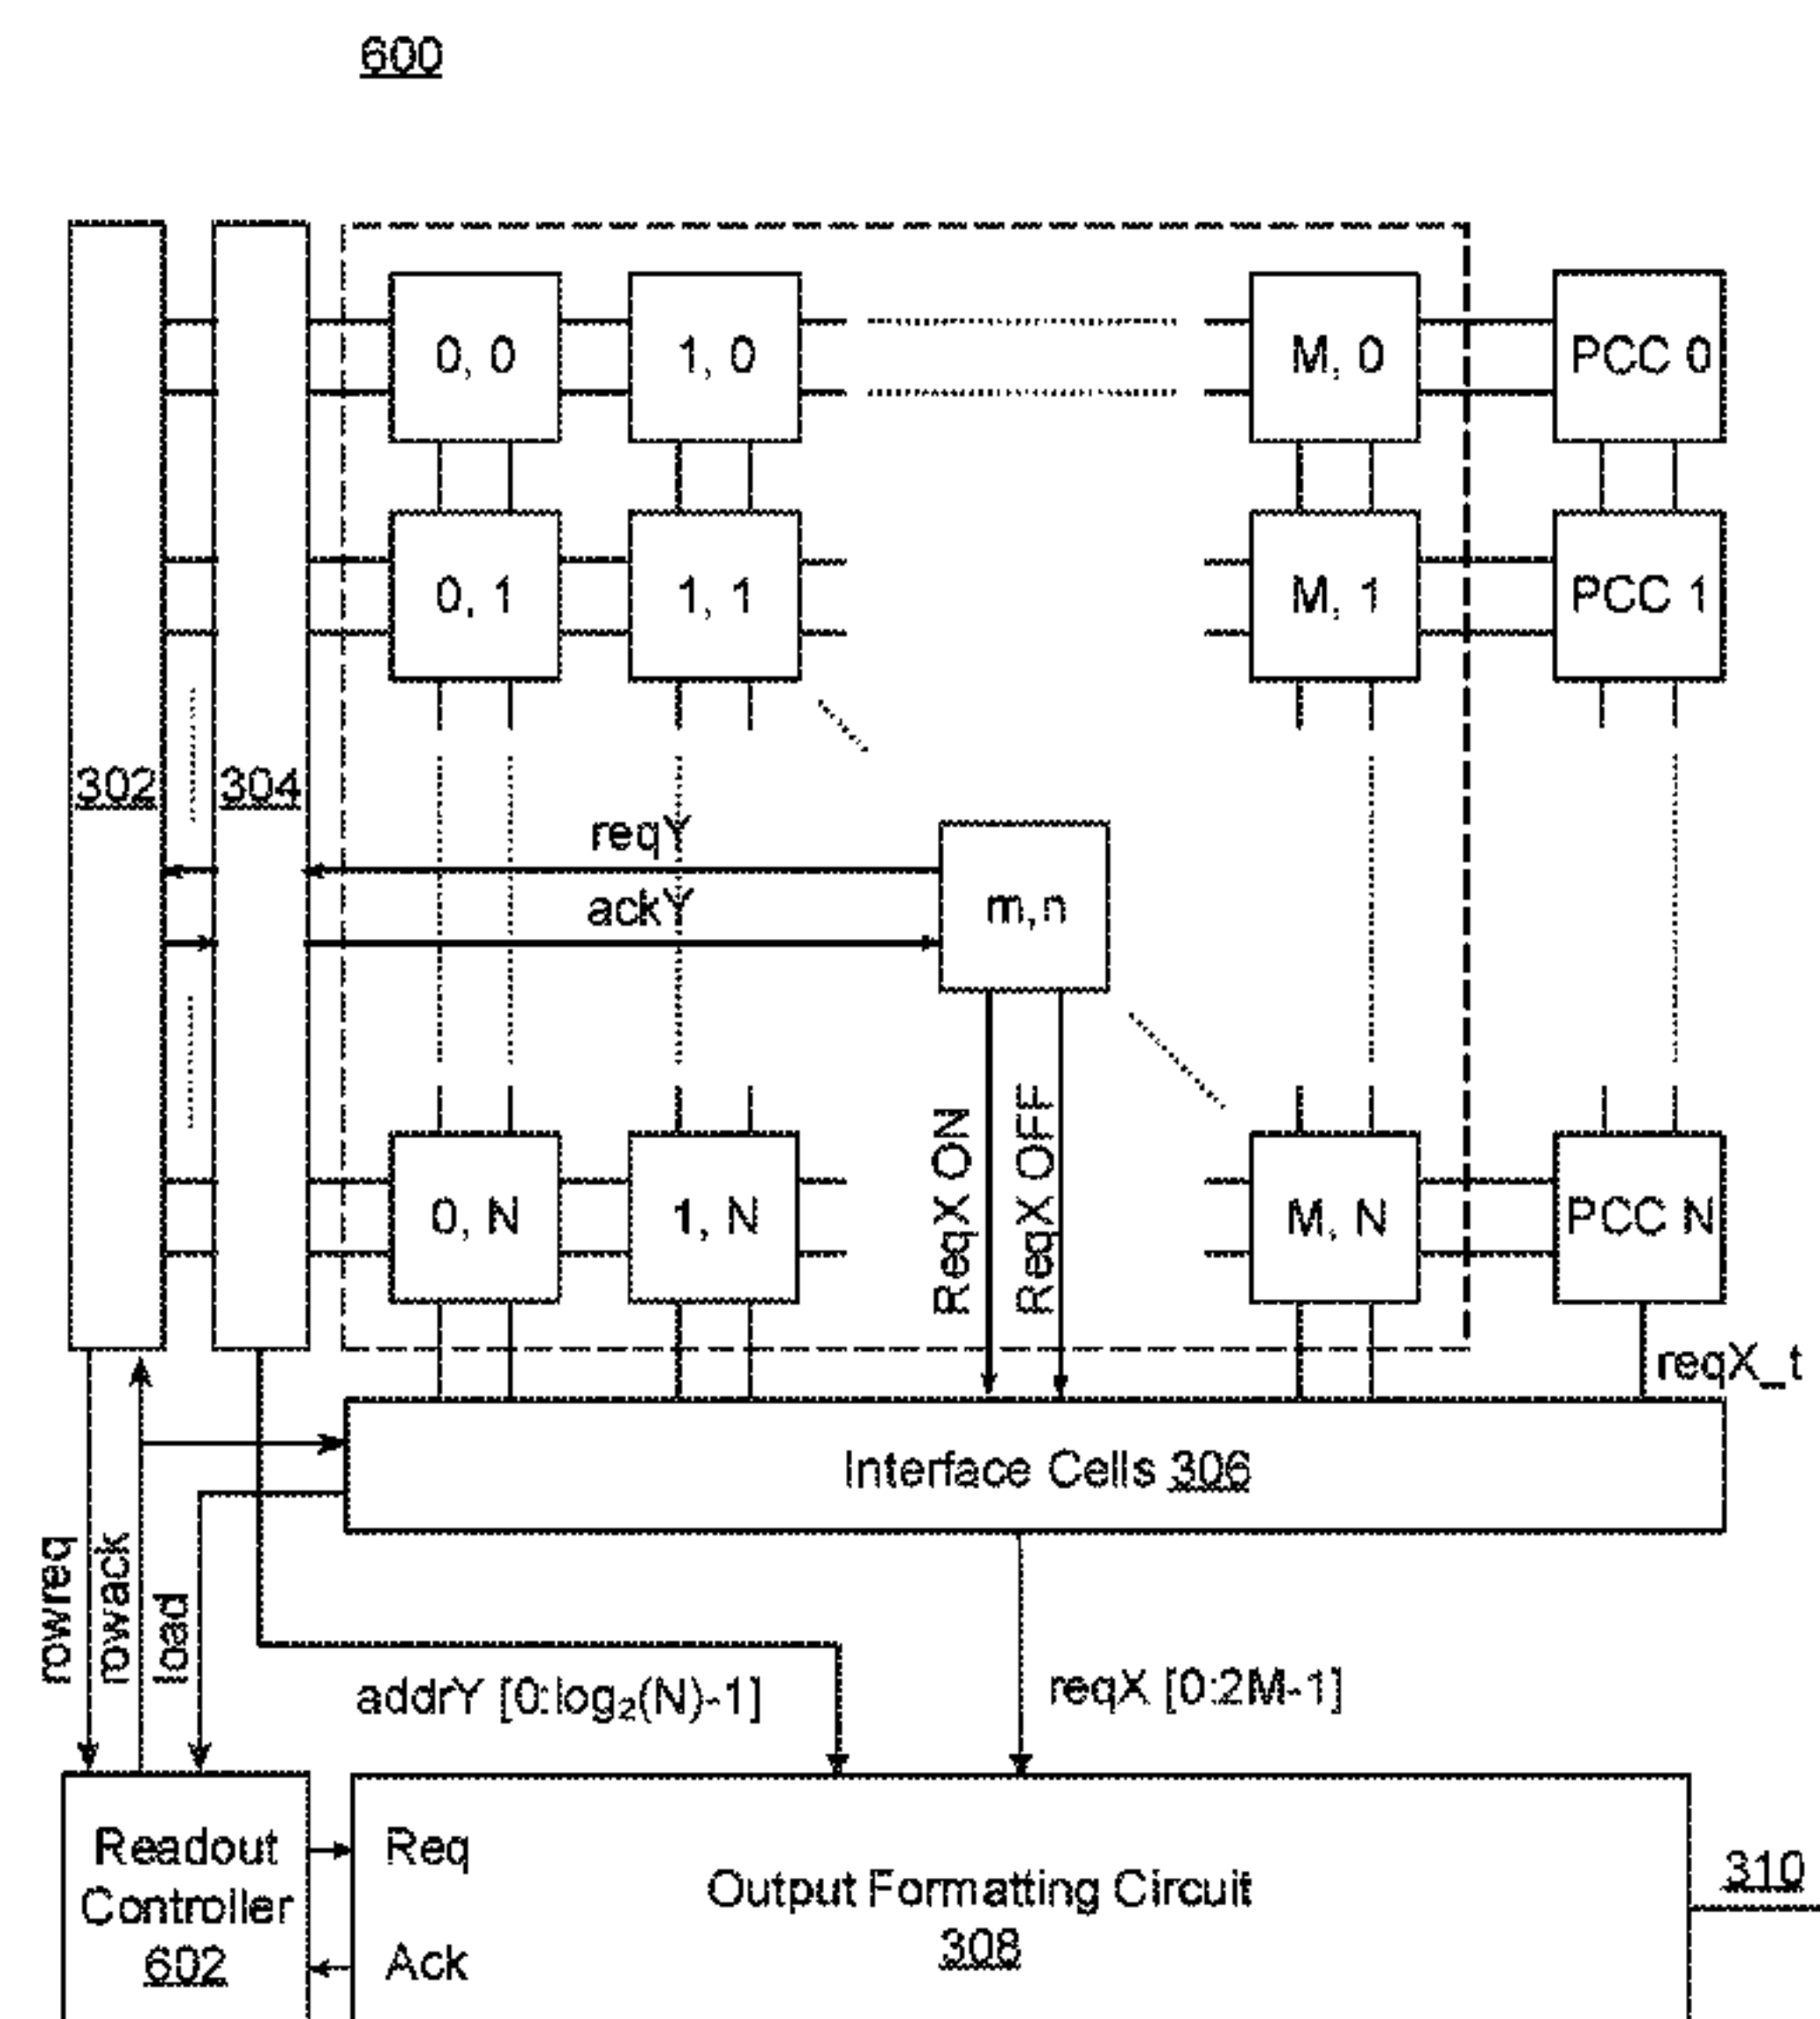 600
0, 0
1, 0
M, 0
PCC 0
0, 1
1, 1
M, 1
PCC 1
302
304
reqY
ackY
m,n
ReqX ON
ReqX OFF
0, N
1, N
M, N
PCC N
reqX_t
Interface Cells 306
rowreq
rowack
load
addrY [0:log₂(N)-1]
reqX [0:2M-1]
Readout
Controller
602
Req
Ack
Output Formatting Circuit
308
310